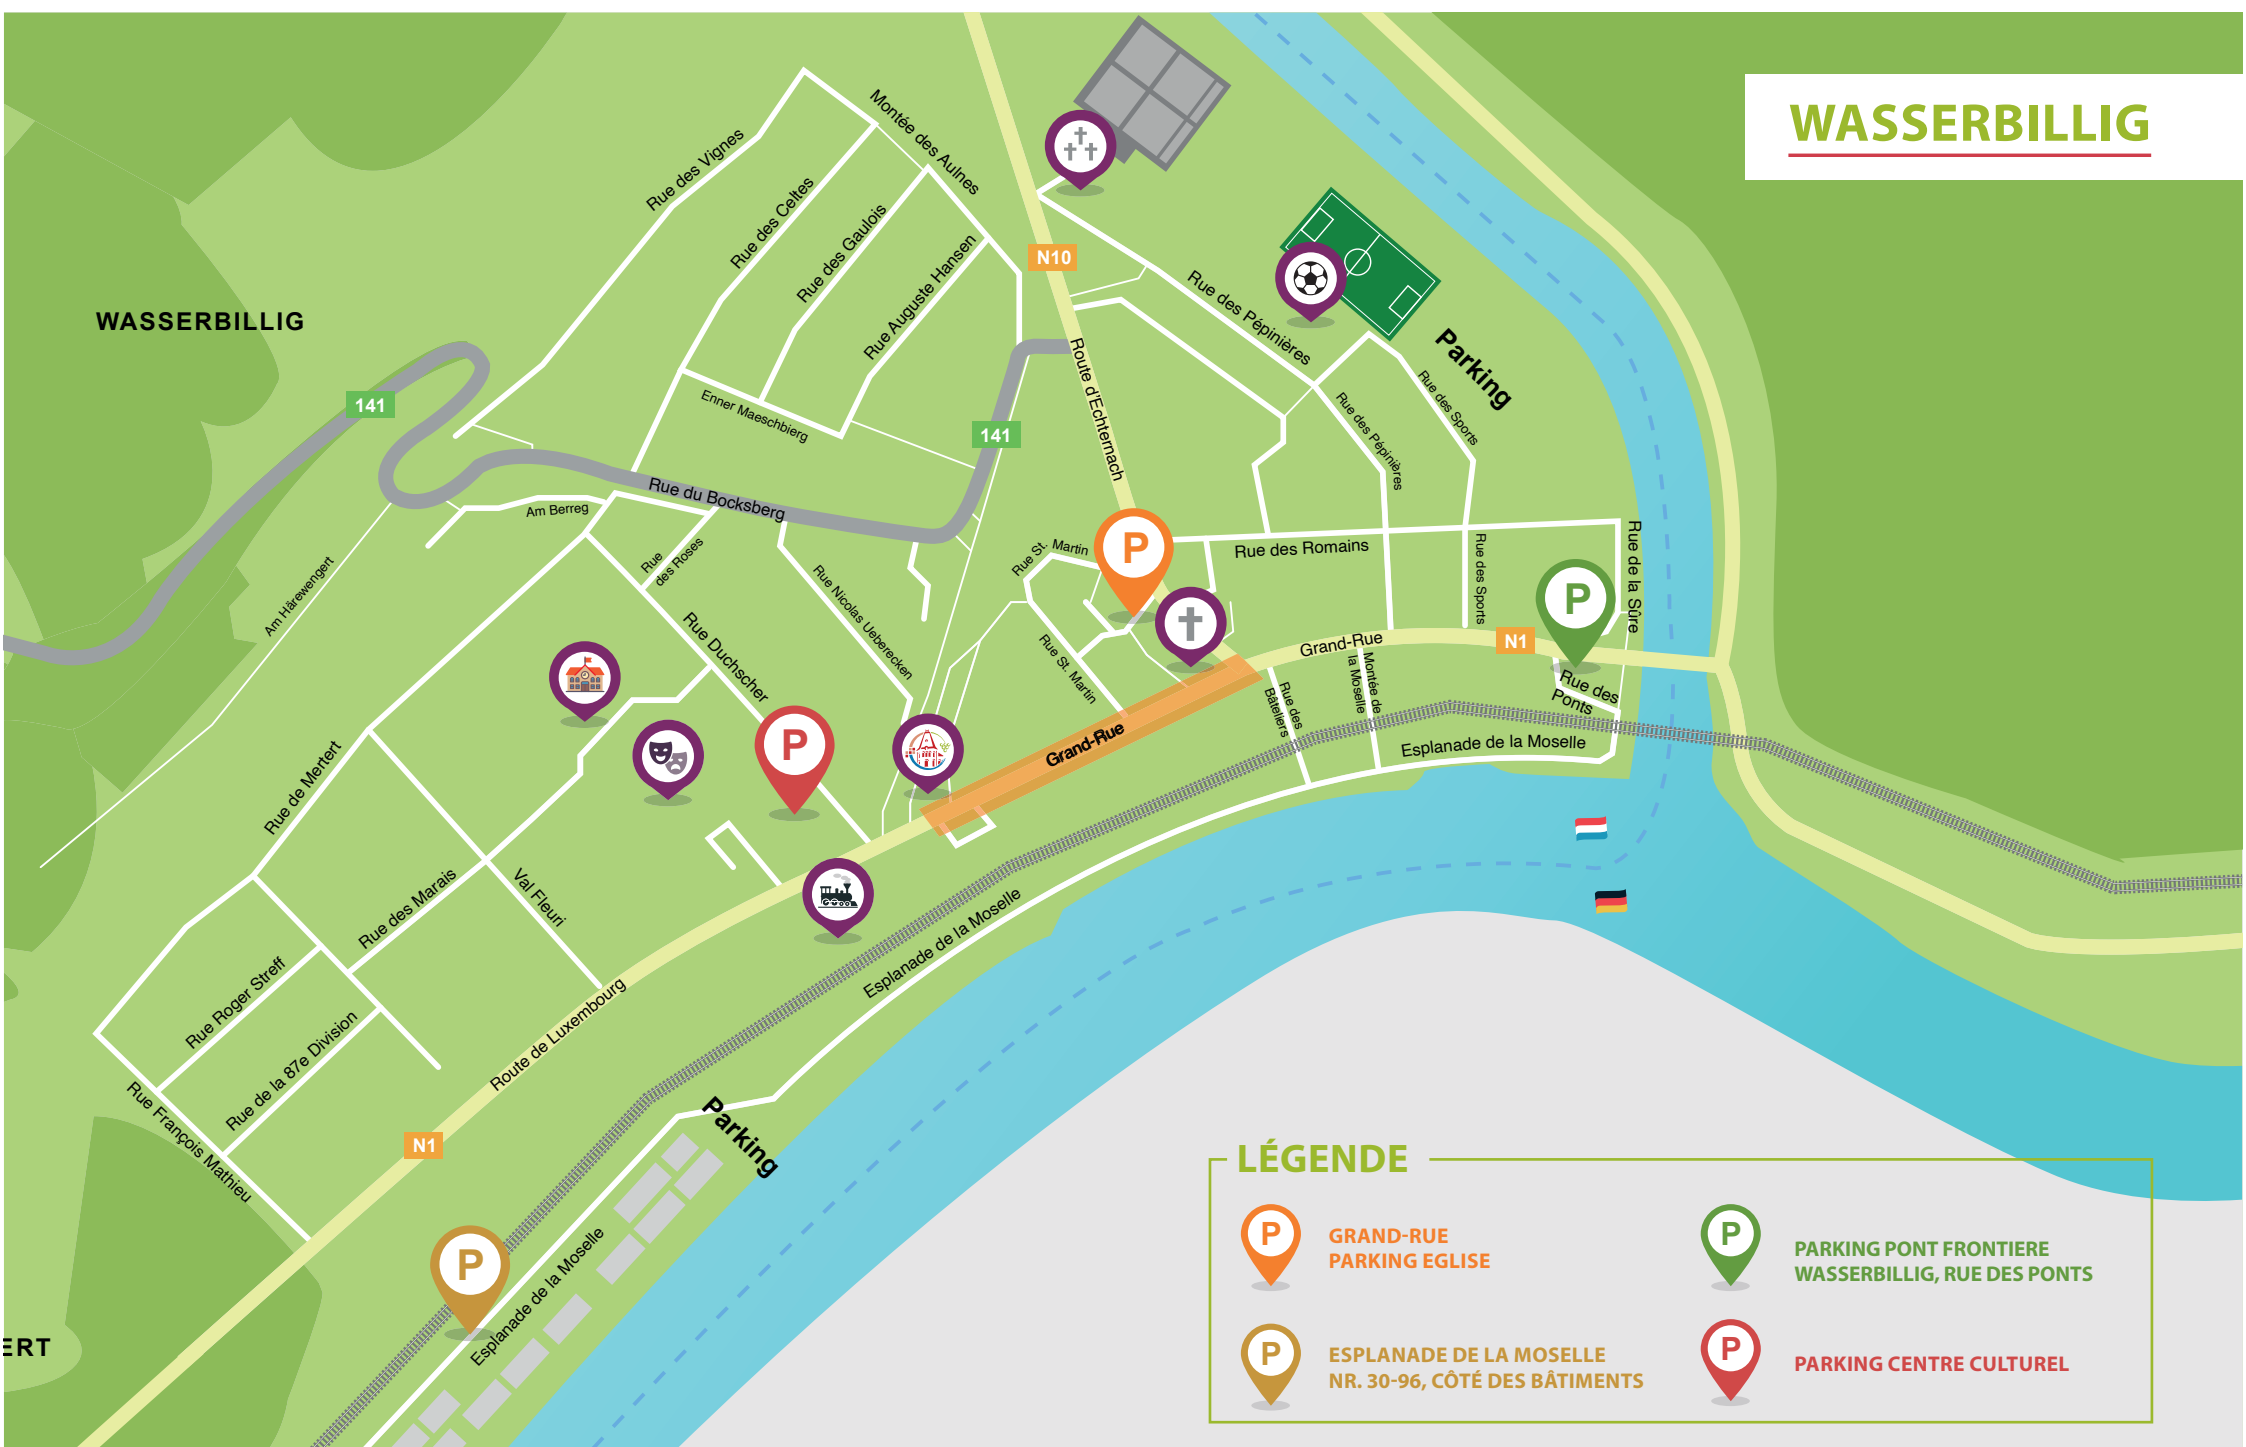 WASSERBILLIG
WASSERBILLIG
Rue des Vignes
Montée des Aulnes
Rue des Celtes
Rue des Gaulois
Rue Auguste Hansen
N10
Rue des Pépinières
Parking
141
Enner Maeschbierg
141
Route d'Echternach
Rue des Pépinières
Rue des Sports
Rue du Bocksberg
Am Berreg
Am Härewengert
Rue
des Roses
Rue Nicolas Ueberecken
Rue St. Martin
P
Rue des Romains
Rue des Sports
P
Rue de la Sûre
Rue Duchscher
Rue St. Martin
Grand-Rue
N1
Rue des
Ponts
Rue des
Bâteliers
Montée de
la Moselle
P
Grand-Rue
Esplanade de la Moselle
Rue de Mertert
Rue des Marais
Val Fleuri
Esplanade de la Moselle
Rue Roger Streff
Rue de la 87e Division
Route de Luxembourg
Rue François Mathieu
N1
Parking
P
Esplanade de la Moselle
ERT
LÉGENDE
P
GRAND-RUE
PARKING EGLISE
P
PARKING PONT FRONTIERE
WASSERBILLIG, RUE DES PONTS
P
ESPLANADE DE LA MOSELLE
NR. 30-96, CÔTÉ DES BÂTIMENTS
P
PARKING CENTRE CULTUREL